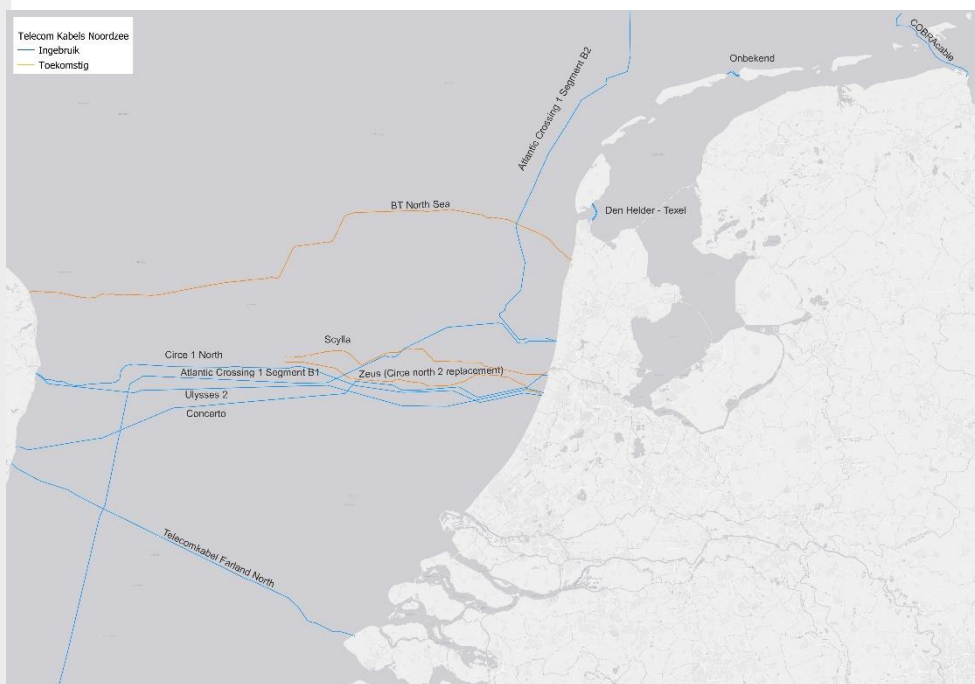 Telecom Kabels Noordzee
Ingebruik
Toekomstig
COBRAcable
Onbekend
Atlantic Crossing 1 Segment B2
BT North Sea
Den Helder - Texel
Scylla
Circe 1 North
Atlantic Crossing 1 Segment B1
Zeus (Circe north 2 replacement)
Ulysses 2
Concerto
Telecomkabel Farland North